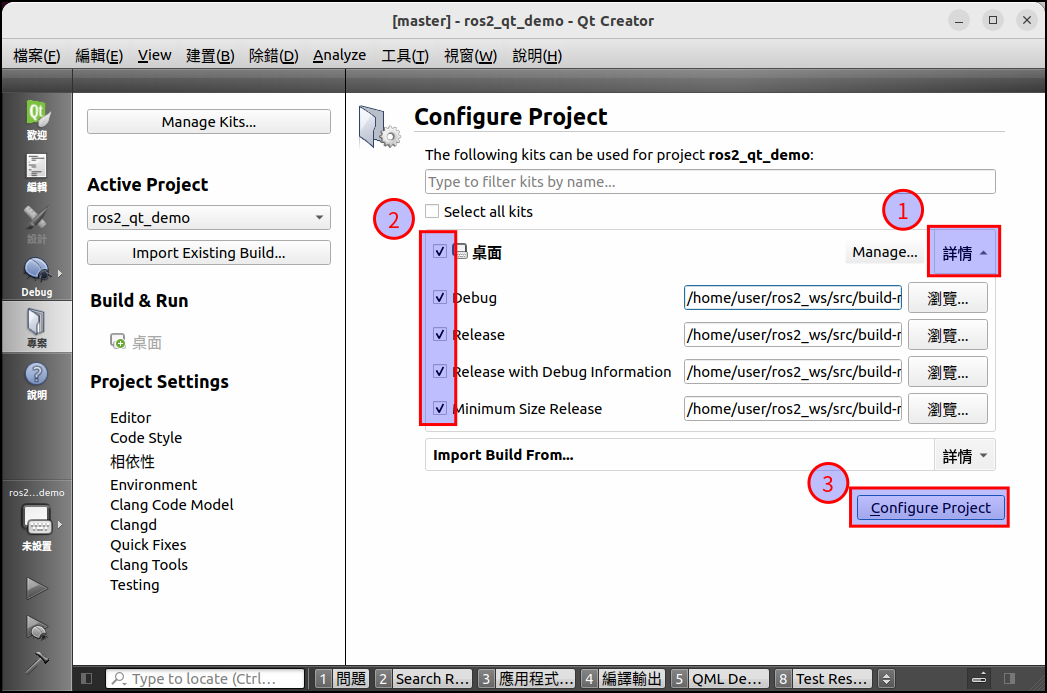 [master] - ros2_qt_demo - Qt Creator
檔案(F) 編輯(E) View 建置(B) 除錯(D) Analyze 工具(T) 視窗(W) 說明(H)
Qt
歡迎
編輯
設計
Debug
專案
說明
ros2...demo
未設置
Manage Kits...
Active Project
ros2_qt_demo
Import Existing Build...
Build & Run
桌面
Project Settings
Editor
Code Style
相依性
Environment
Clang Code Model
Clangd
Quick Fixes
Clang Tools
Testing
Configure Project
The following kits can be used for project ros2_qt_demo:
Type to filter kits by name...
Select all kits
1
2
桌面 Manage... 詳情
Debug /home/user/ros2_ws/src/build-r 瀏覽...
Release /home/user/ros2_ws/src/build-r 瀏覽...
Release with Debug Information /home/user/ros2_ws/src/build-r 瀏覽...
Minimum Size Release /home/user/ros2_ws/src/build-r 瀏覽...
Import Build From... 詳情
3
Configure Project
Type to locate (Ctrl... 1 問題 2 Search R... 3 應用程式... 4 編譯輸出 5 QML De... 8 Test Res...